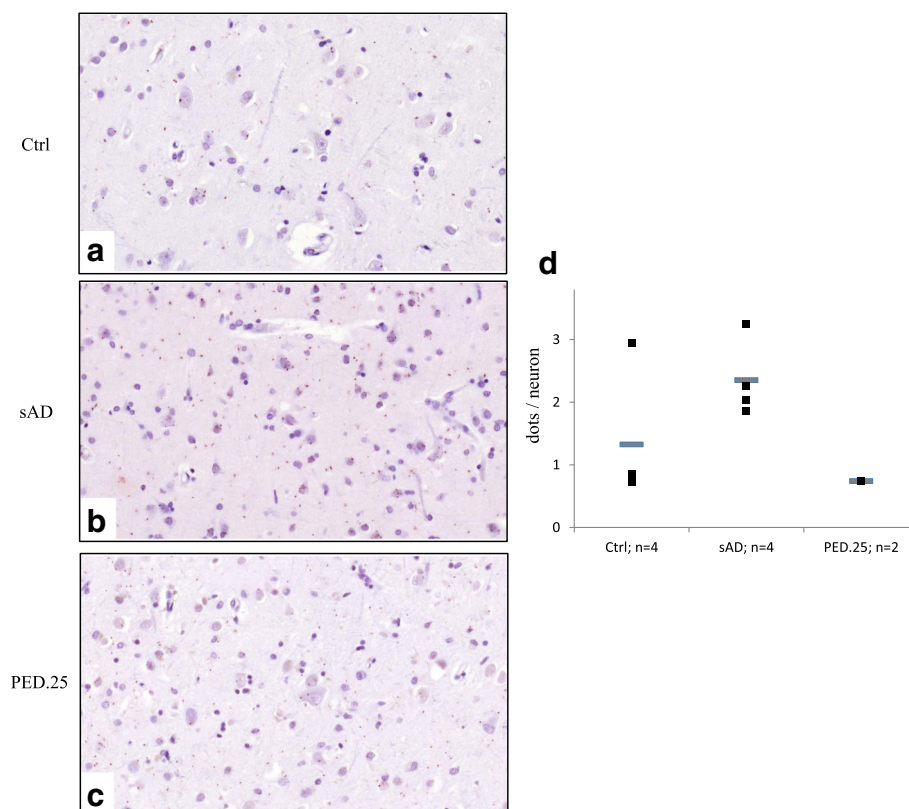 Ctrl
a
sAD
b
PED.25
c
d
dots / neuron
3
2
1
0
Ctrl; n=4
sAD; n=4
PED.25; n=2